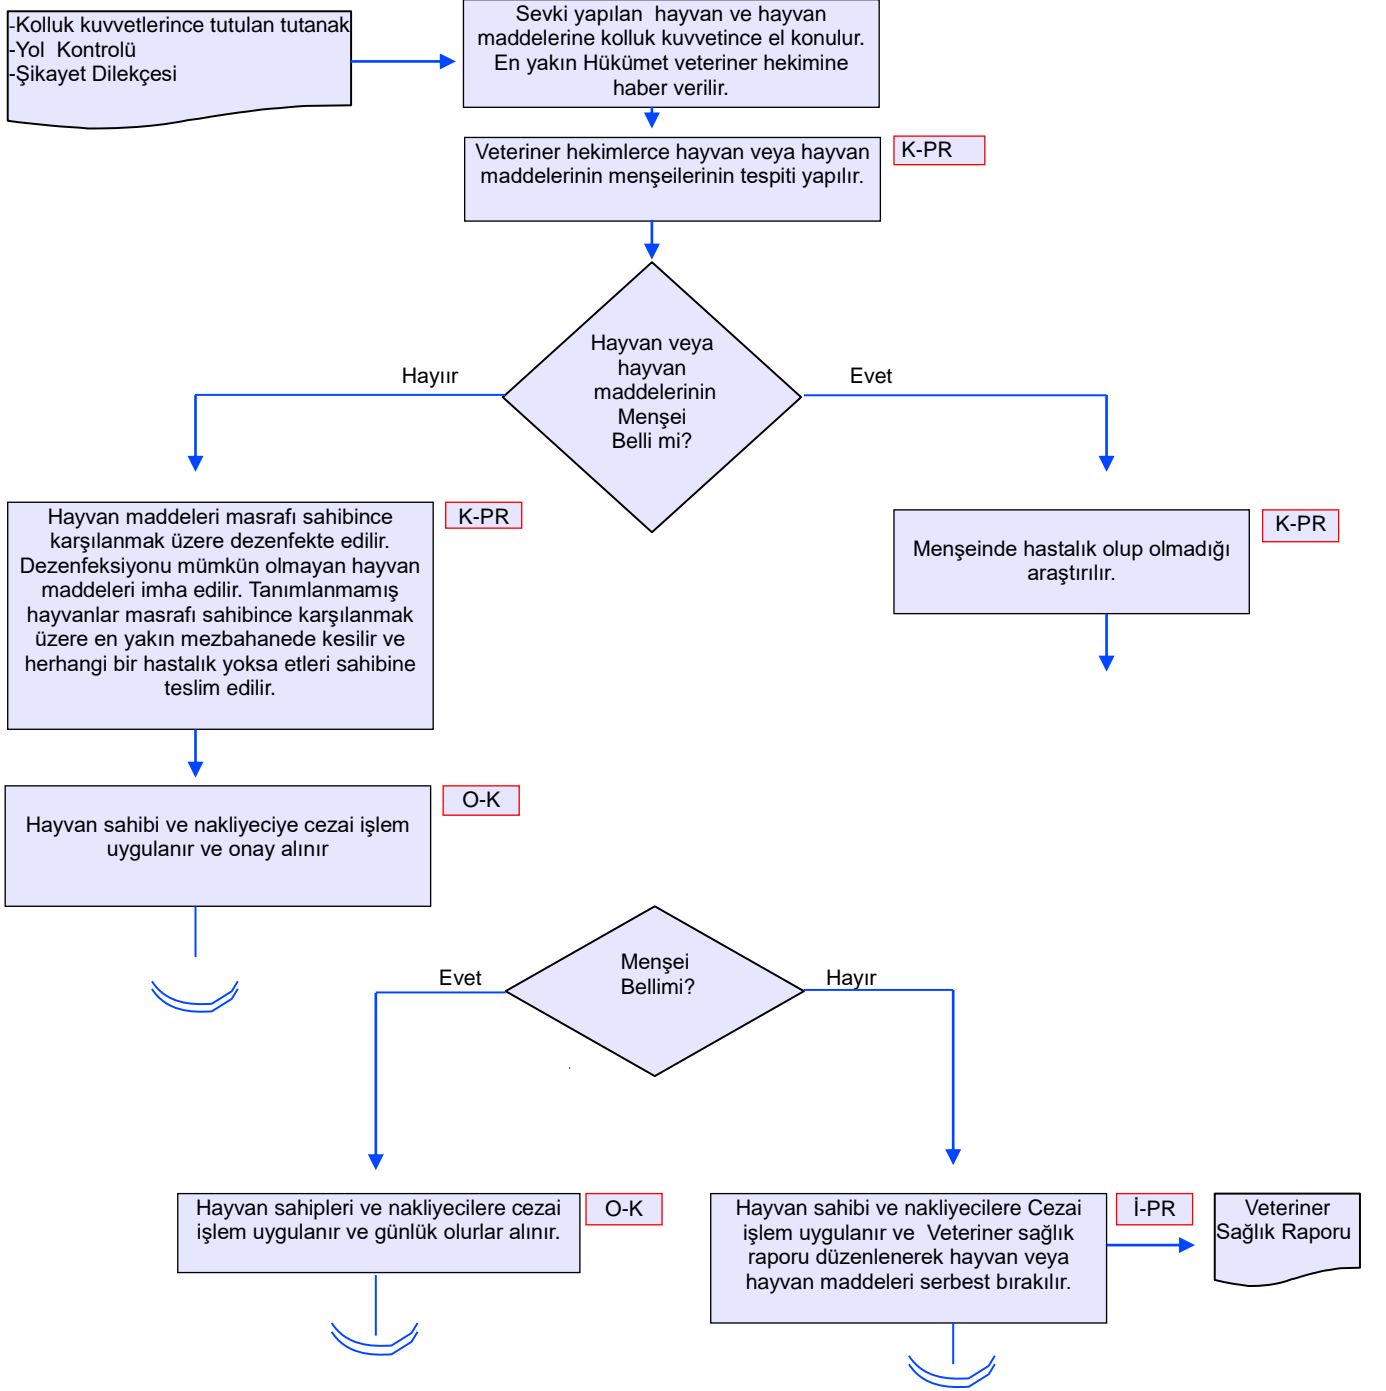 -Kolluk kuvvetlerince tutulan tutanak
-Yol  Kontrolü
-Şikayet Dilekçesi
Sevki yapılan  hayvan ve hayvan
maddelerine kolluk kuvvetince el konulur.
En yakın Hükümet veteriner hekimine
haber verilir.
Veteriner hekimlerce hayvan veya hayvan
maddelerinin menşeilerinin tespiti yapılır.
K-PR
Hayvan veya
hayvan
maddelerinin
Menşei
Belli mi?
Hayıır
Evet
Hayvan maddeleri masrafı sahibince
karşılanmak üzere dezenfekte edilir.
Dezenfeksiyonu mümkün olmayan hayvan
maddeleri imha edilir. Tanımlanmamış
hayvanlar masrafı sahibince karşılanmak
üzere en yakın mezbahanede kesilir ve
herhangi bir hastalık yoksa etleri sahibine
teslim edilir.
K-PR
Menşeinde hastalık olup olmadığı
araştırılır.
K-PR
Hayvan sahibi ve nakliyeciye cezai işlem
uygulanır ve onay alınır
O-K
Menşei
Bellimi?
Evet
Hayır
Hayvan sahipleri ve nakliyecilere cezai
işlem uygulanır ve günlük olurlar alınır.
O-K
Hayvan sahibi ve nakliyecilere Cezai
işlem uygulanır ve  Veteriner sağlık
raporu düzenlenerek hayvan veya
hayvan maddeleri serbest bırakılır.
İ-PR
Veteriner
Sağlık Raporu